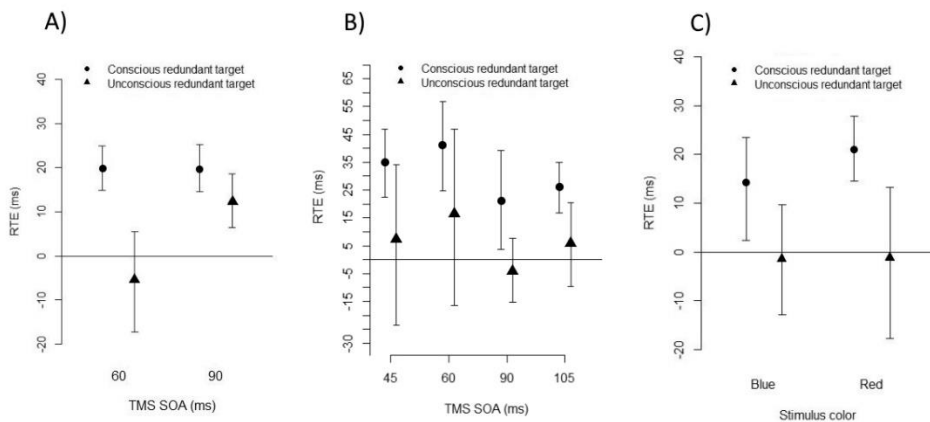 A)
Conscious redundant target
Unconscious redundant target
40
30
20
10
0
-10
-20
RTE (ms)
60
90
TMS SOA (ms)
B)
Conscious redundant target
Unconscious redundant target
65
55
45
35
25
15
5
-5
-15
-30
RTE (ms)
45
60
90
105
TMS SOA (ms)
C)
Conscious redundant target
Unconscious redundant target
40
30
20
10
0
-10
-20
RTE (ms)
Blue
Red
Stimulus color